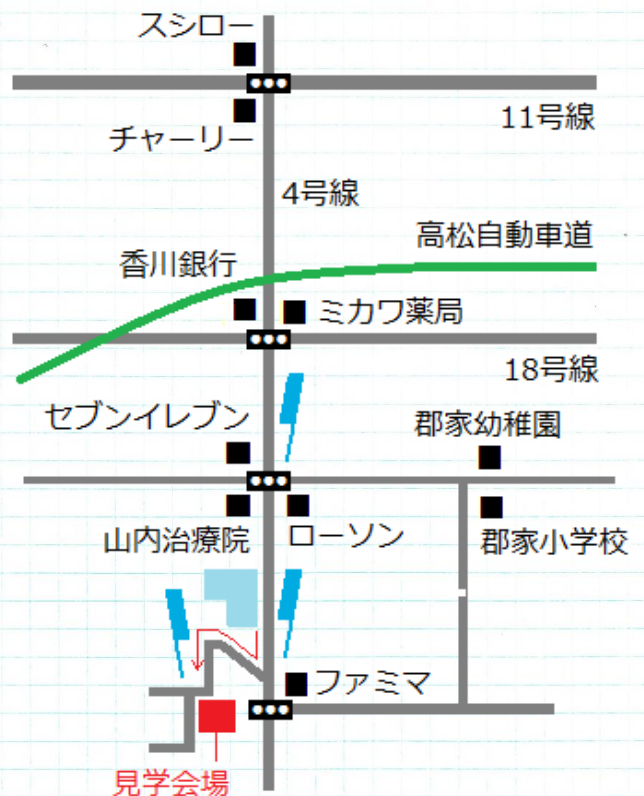 スシロー
11号線
チャーリー
4号線
高松自動車道
香川銀行
ミカワ薬局
18号線
セブンイレブン
郡家幼稚園
山内治療院
ローソン
郡家小学校
ファミマ
見学会場